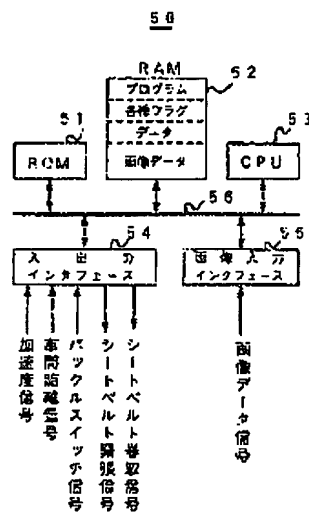 50
RAM
52
プログラム
各種フラグ
データ
画像データ
51
ROM
53
CPU
56
54
入出力
インタフェース
55
画像入力
インタフェース
加速度信号
車間距離信号
バックルスイッチ信号
シートベルト緊張信号
シートベルト巻取信号
画像データ信号